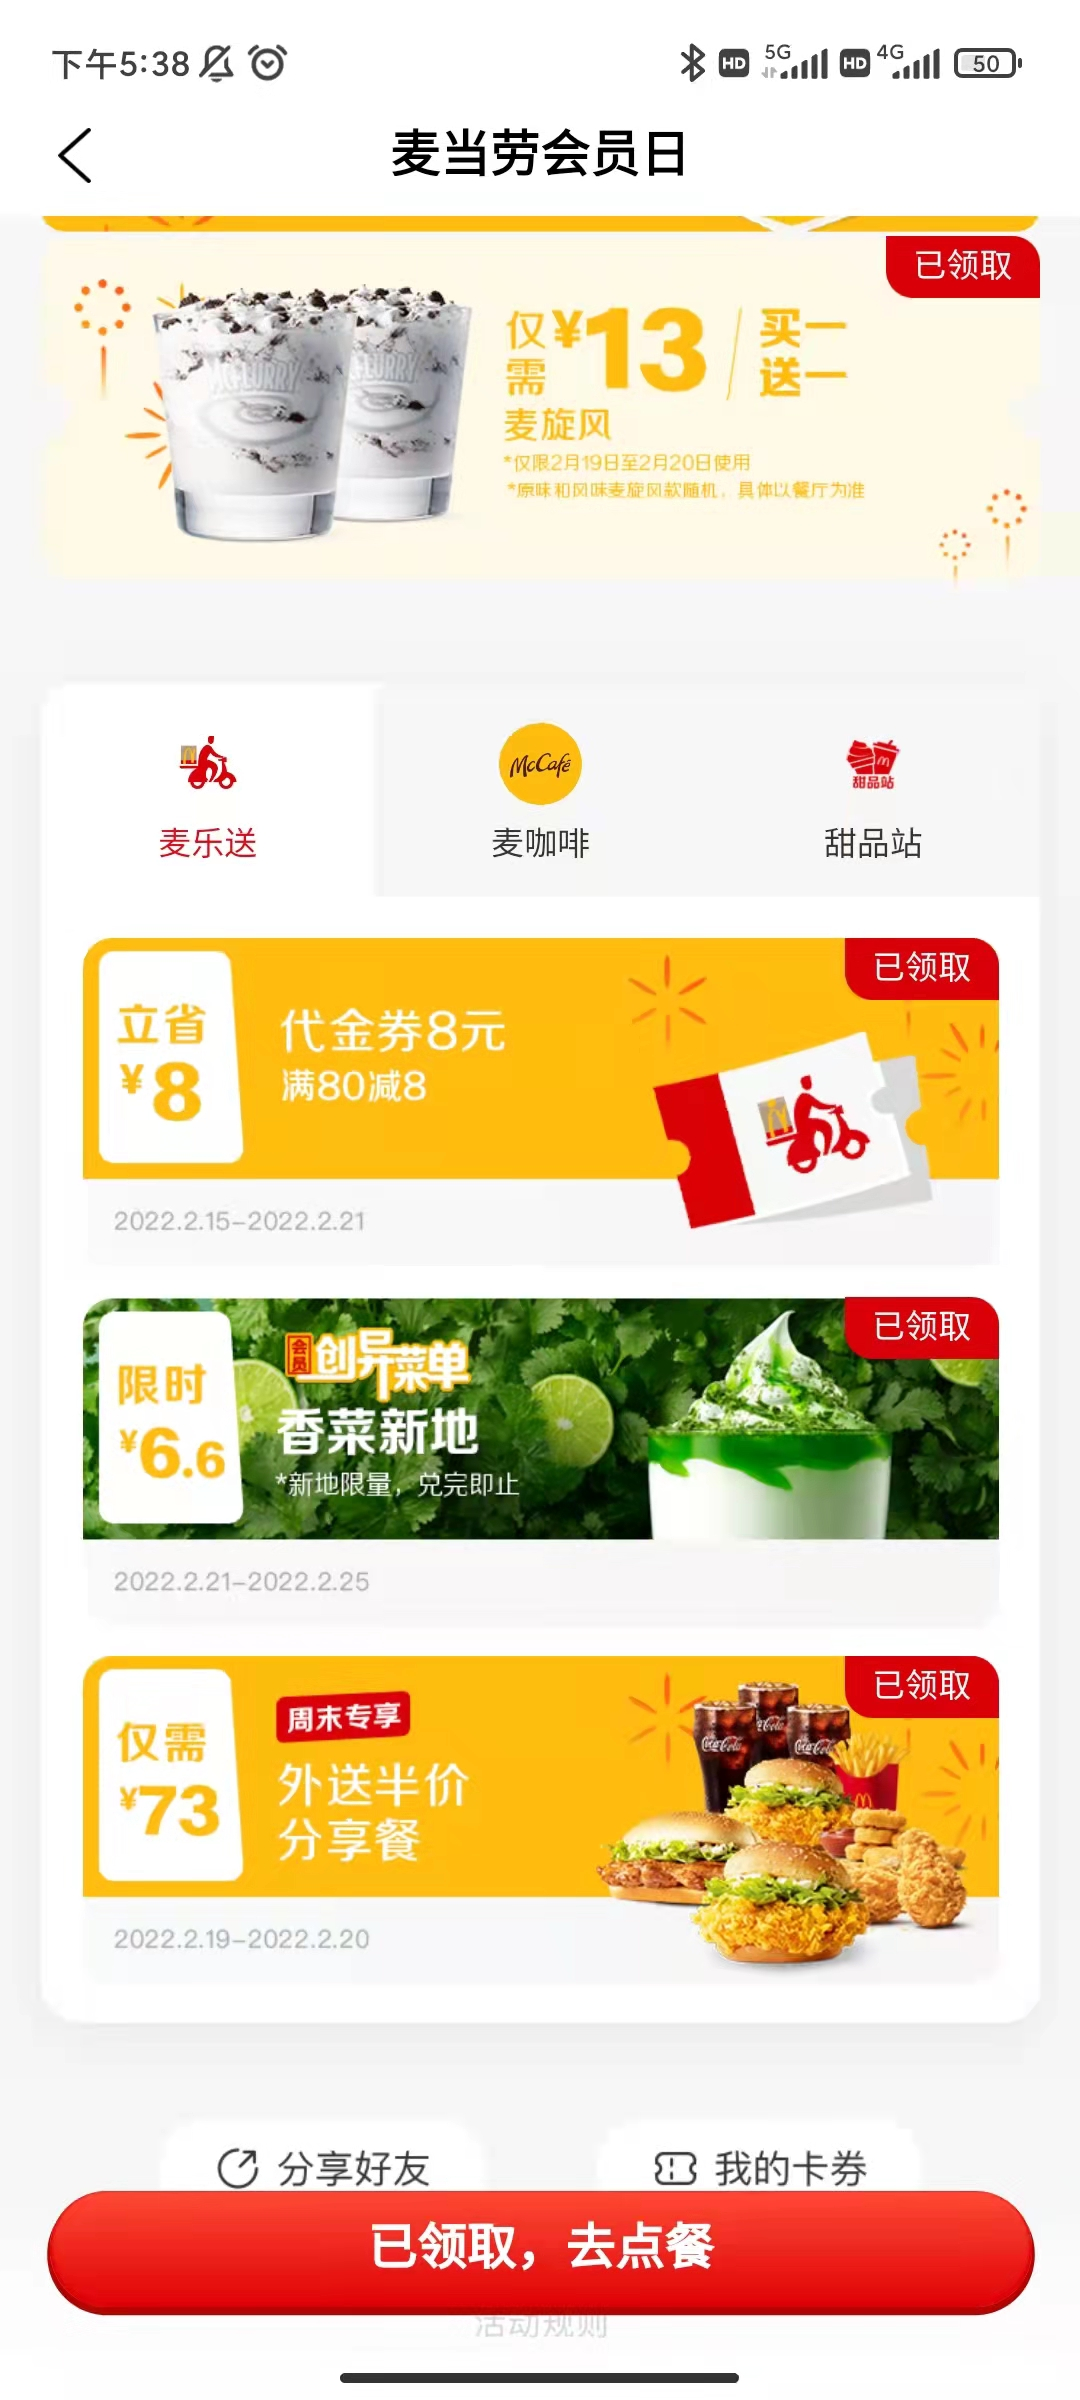 下午5:38 HD 5G HD 4G 50
麦当劳会员日
已领取
仅需 ¥13 买一送一
麦旋风
*仅限2月19日至2月20日使用
*原味和风味麦旋风款随机，具体以餐厅为准
McFLURRY
McCafé
甜品站
麦乐送
麦咖啡
甜品站
已领取
立省
¥8
代金券8元
满80减8
2022.2.15-2022.2.21
已领取
限时
¥6.6
会员创异菜单
香菜新地
*新地限量，兑完即止
2022.2.21-2022.2.25
已领取
仅需
¥73
周末专享
外送半价
分享餐
Coca-Cola
2022.2.19-2022.2.20
分享好友
我的卡券
已领取，去点餐
活动规则